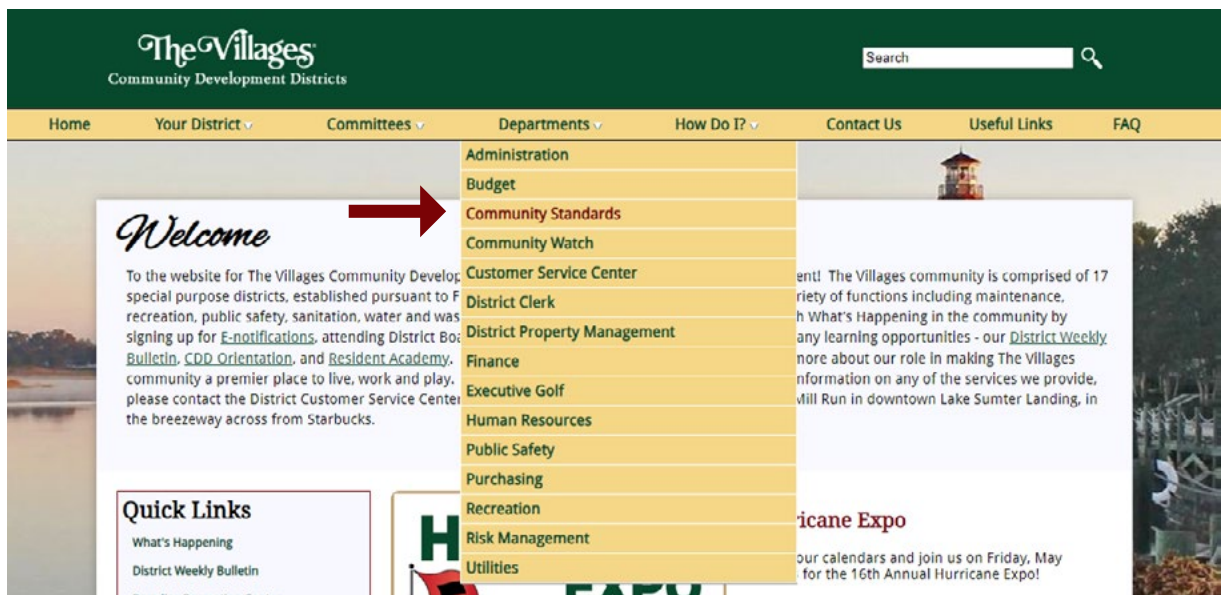 The Villages
Community Development Districts
Search
Home Your District Committees Departments How Do I? Contact Us Useful Links FAQ
Administration
Budget
Community Standards
Community Watch
Customer Service Center
District Clerk
District Property Management
Finance
Executive Golf
Human Resources
Public Safety
Purchasing
Recreation
Risk Management
Utilities
Welcome
To the website for The Villages Community Develop ent! The Villages community is comprised of 17
special purpose districts, established pursuant to F riety of functions including maintenance,
recreation, public safety, sanitation, water and was h What's Happening in the community by
signing up for E-notifications, attending District Boa any learning opportunities - our District Weekly
Bulletin, CDD Orientation, and Resident Academy. more about our role in making The Villages
community a premier place to live, work and play. nformation on any of the services we provide,
please contact the District Customer Service Center Mill Run in downtown Lake Sumter Landing, in
the breezeway across from Starbucks.
Quick Links
What's Happening
District Weekly Bulletin
H
EXPO
ricane Expo
our calendars and join us on Friday, May
for the 16th Annual Hurricane Expo!